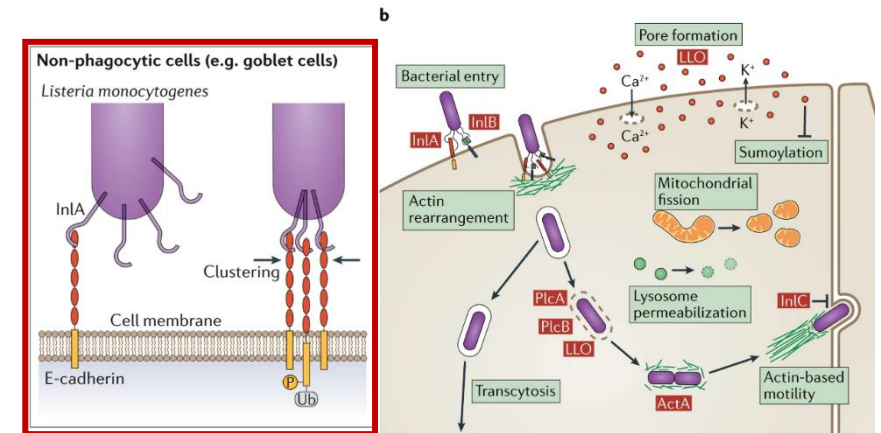 Non-phagocytic cells (e.g. goblet cells)
Listeria monocytogenes
InlA
Clustering
Cell membrane
E-cadherin
P
Ub
b
Pore formation
LLO
Bacterial entry
InlB
InlA
Ca2+
K+
Ca2+
K+
Sumoylation
Actin
rearrangement
Mitochondrial
fission
Lysosome
permeabilization
PlcA
PlcB
LLO
InlC
Transcytosis
ActA
Actin-based
motility